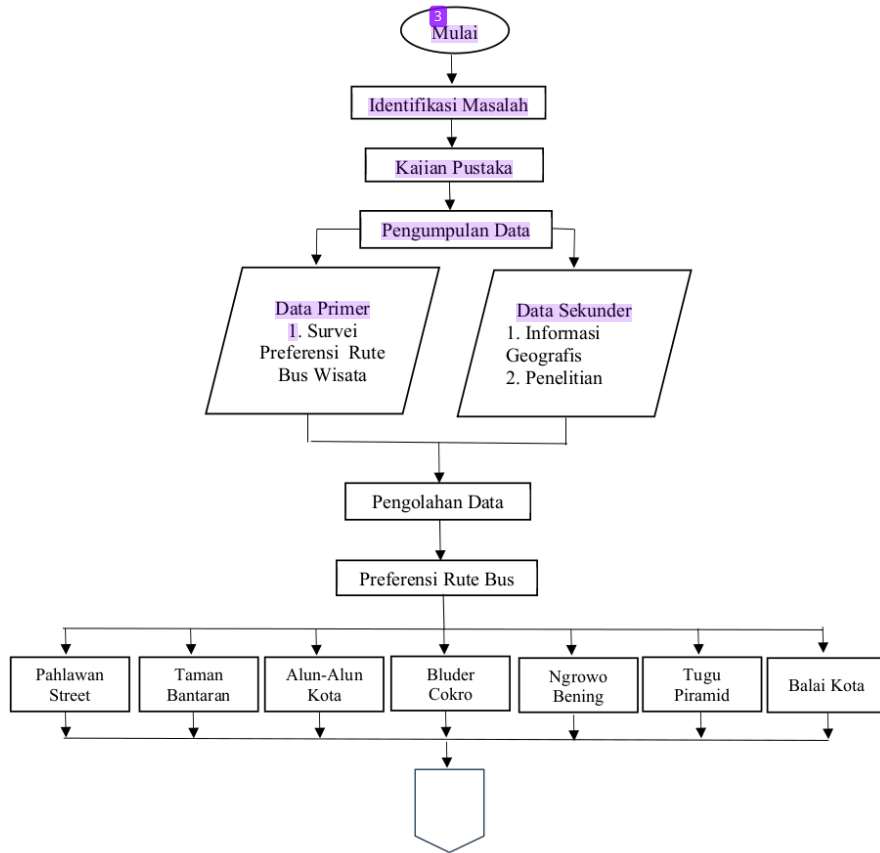 3
Mulai
Identifikasi Masalah
Kajian Pustaka
Pengumpulan Data
Data Primer
1. Survei
Preferensi Rute
Bus Wisata
Data Sekunder
1. Informasi
Geografis
2. Penelitian
Pengolahan Data
Preferensi Rute Bus
Pahlawan
Street
Taman
Bantaran
Alun-Alun
Kota
Bluder
Cokro
Ngrowo
Bening
Tugu
Piramid
Balai Kota